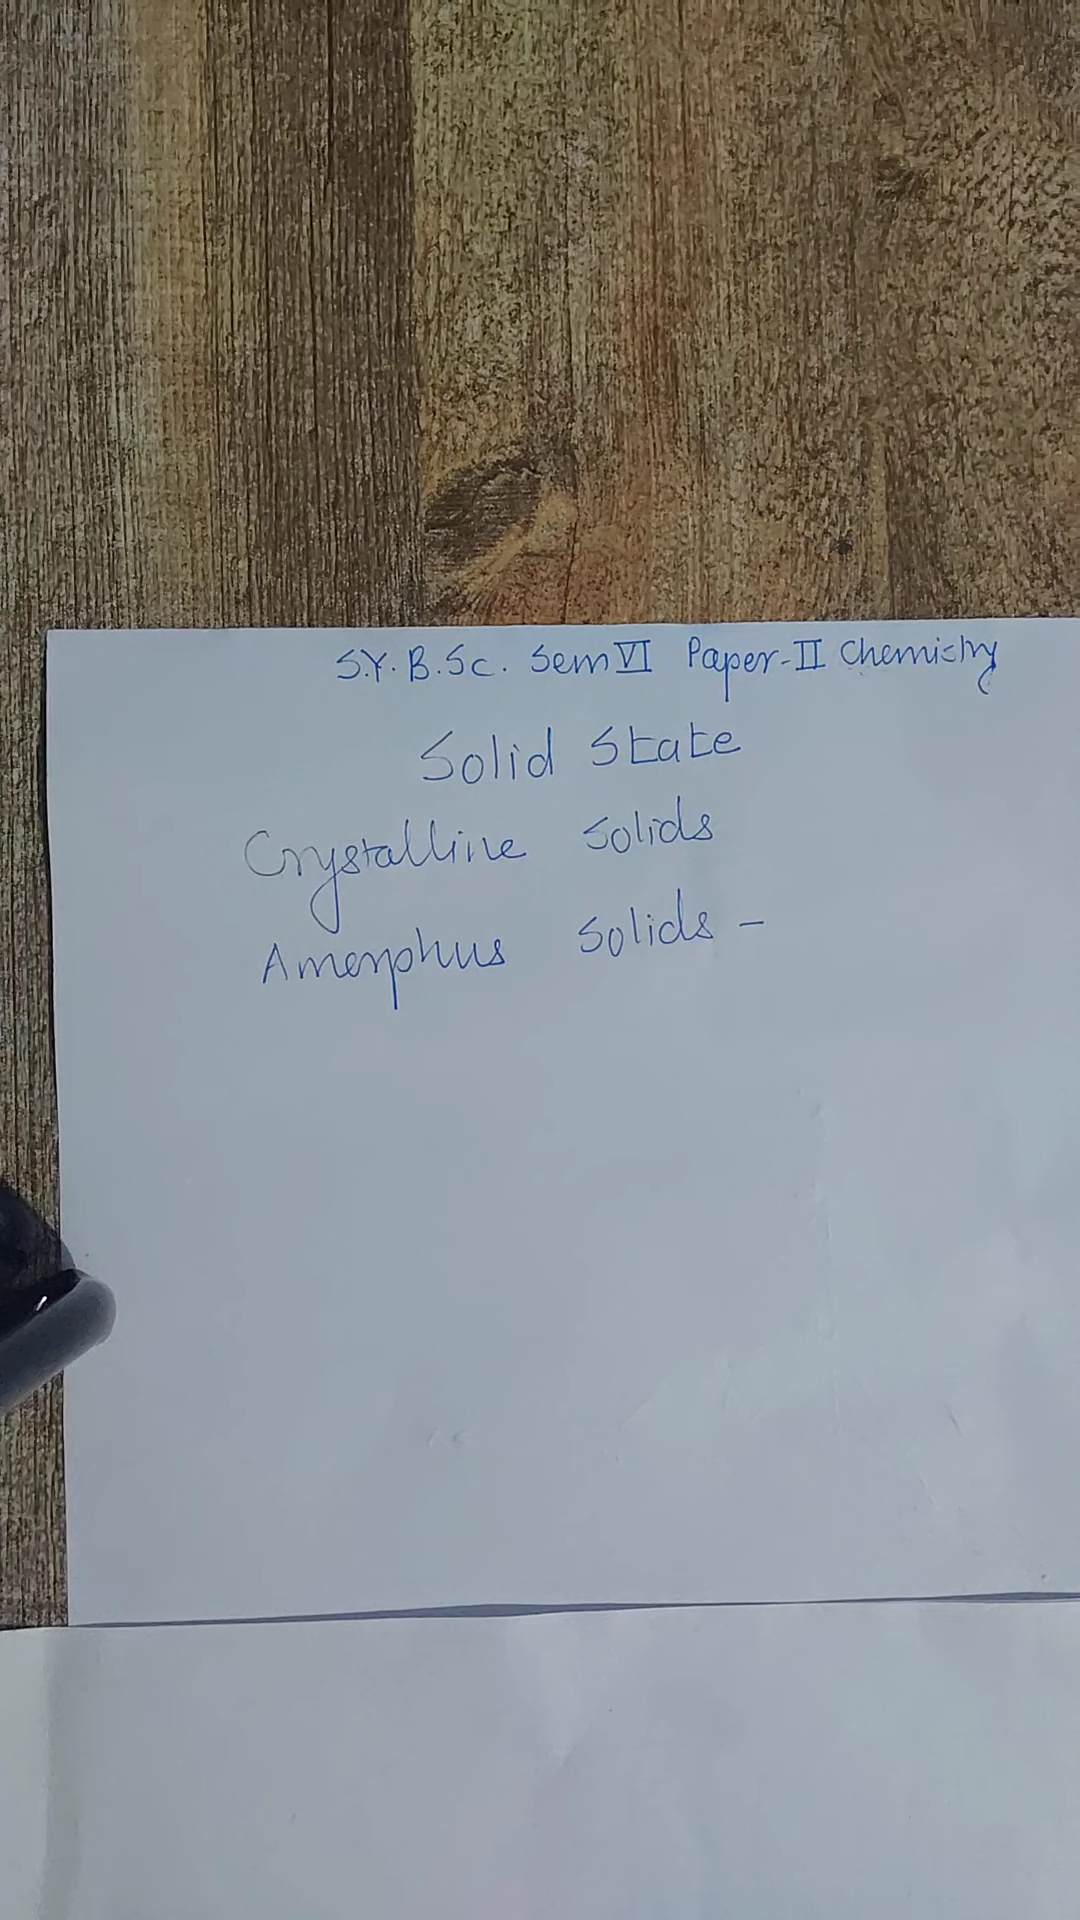 S.Y. B.Sc. Sem VI Paper-II Chemistry
Solid State
Crystalline Solids
Amorphus Solids -